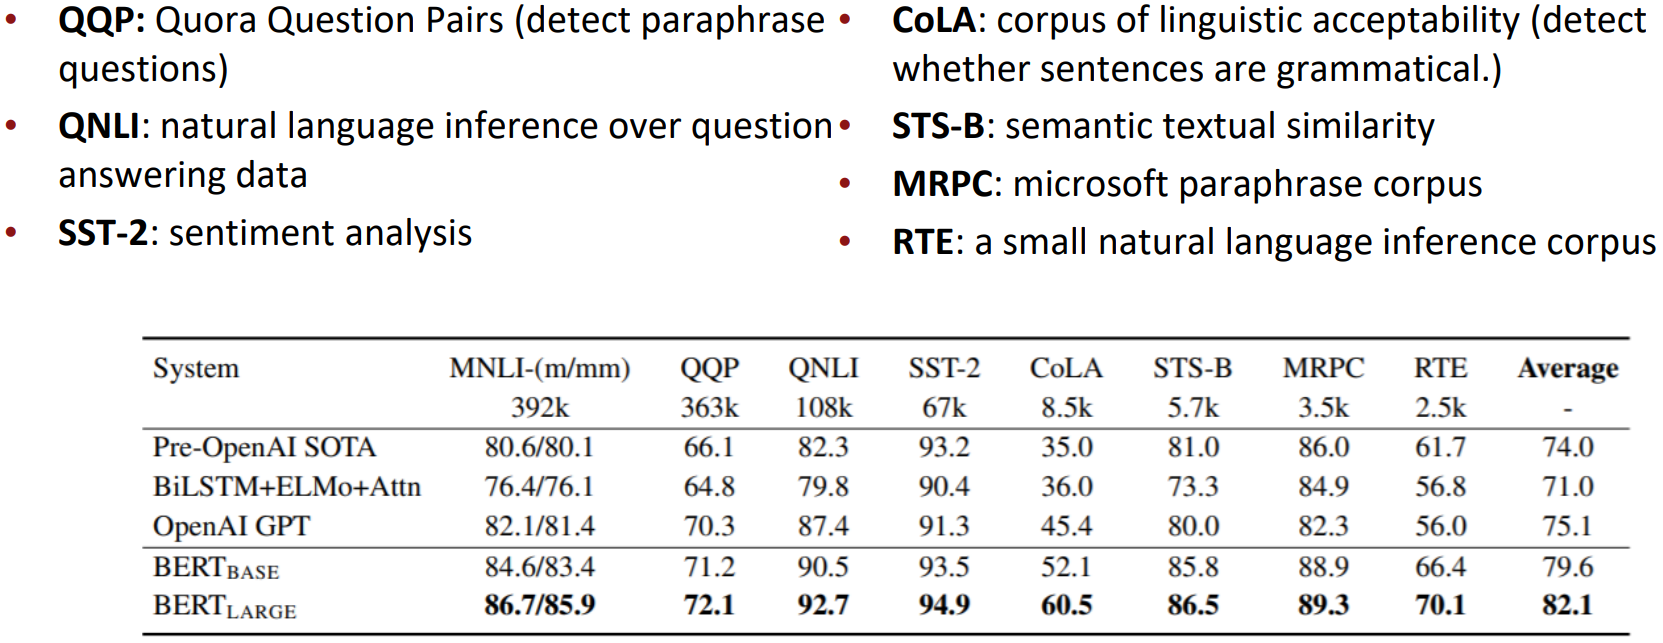 • QQP: Quora Question Pairs (detect paraphrase
questions)
• QNLI: natural language inference over question
answering data
• SST-2: sentiment analysis
• CoLA: corpus of linguistic acceptability (detect
whether sentences are grammatical.)
• STS-B: semantic textual similarity
• MRPC: microsoft paraphrase corpus
• RTE: a small natural language inference corpus
System MNLI-(m/mm) QQP QNLI SST-2 CoLA STS-B MRPC RTE Average
392k 363k 108k 67k 8.5k 5.7k 3.5k 2.5k -
Pre-OpenAI SOTA 80.6/80.1 66.1 82.3 93.2 35.0 81.0 86.0 61.7 74.0
BiLSTM+ELMo+Attn 76.4/76.1 64.8 79.8 90.4 36.0 73.3 84.9 56.8 71.0
OpenAI GPT 82.1/81.4 70.3 87.4 91.3 45.4 80.0 82.3 56.0 75.1
BERTBASE 84.6/83.4 71.2 90.5 93.5 52.1 85.8 88.9 66.4 79.6
BERTLARGE 86.7/85.9 72.1 92.7 94.9 60.5 86.5 89.3 70.1 82.1